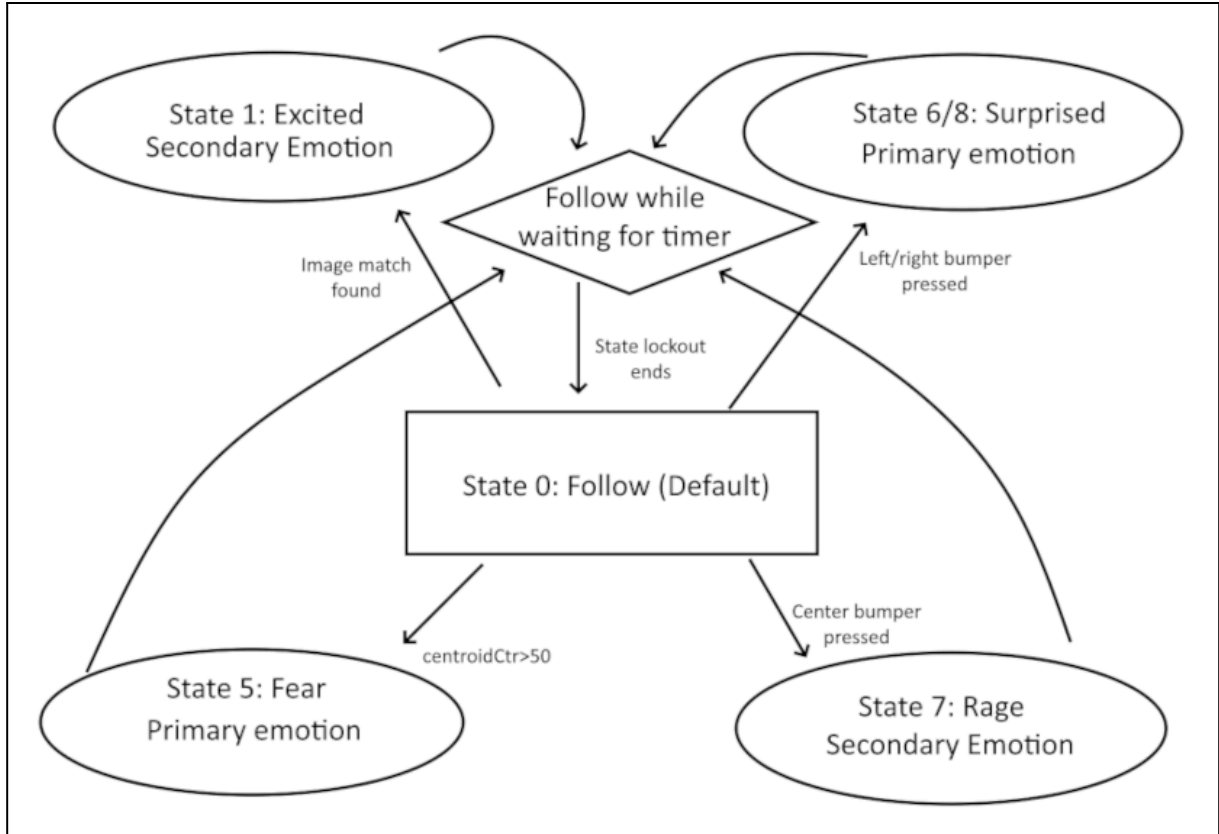 State 1: Excited
Secondary Emotion
State 6/8: Surprised
Primary emotion
Follow while
waiting for timer
Image match
found
Left/right bumper
pressed
State lockout
ends
State 0: Follow (Default)
centroidCtr>50
Center bumper
pressed
State 5: Fear
Primary emotion
State 7: Rage
Secondary Emotion